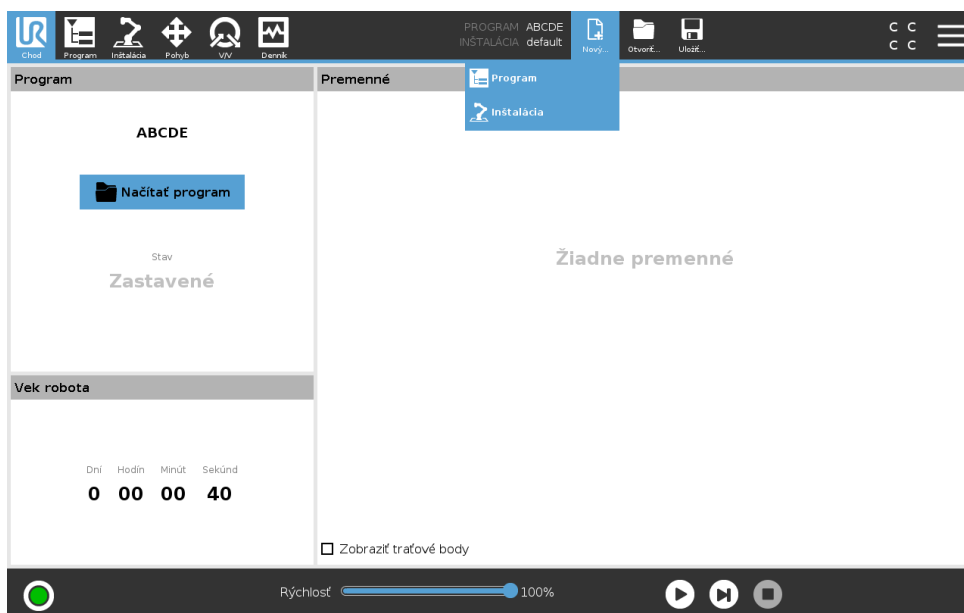 PROGRAM ABCDE
INŠTALÁCIA default
C C
C C
Chod Program Inštalácia Pohyb V/V Denník Nový... Otvoriť... Uložiť...
Program
Inštalácia
Program
ABCDE
Načítať program
Stav
Zastavené
Premenné
Žiadne premenné
Zobraziť traťové body
Vek robota
Dní Hodín Minút Sekúnd
0 00 00 40
Rýchlosť 100%